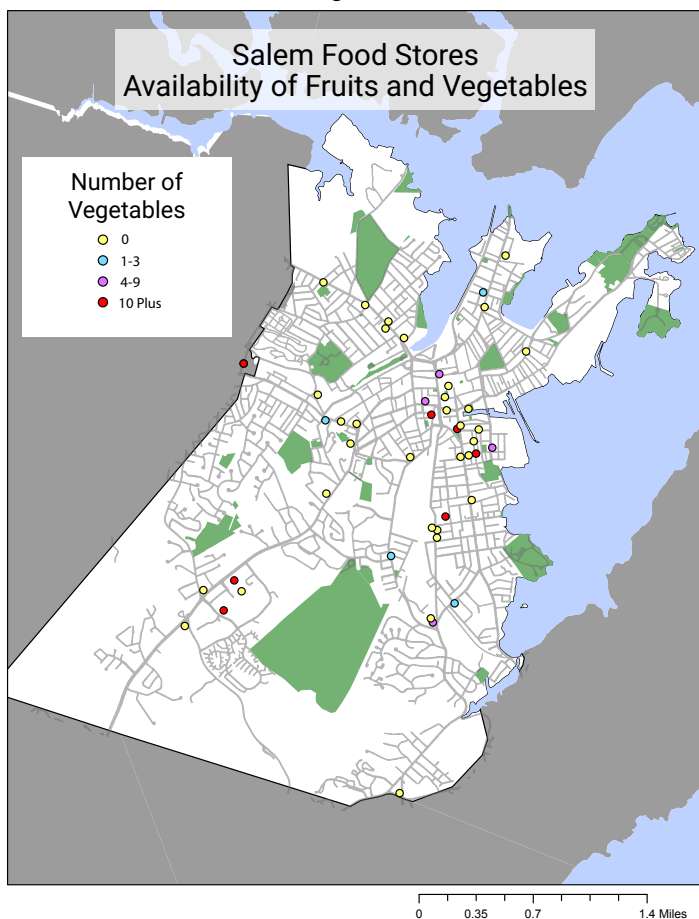 Salem Food Stores
Availability of Fruits and Vegetables
Number of
Vegetables
0
1-3
4-9
10 Plus
0 0.35 0.7 1.4 Miles